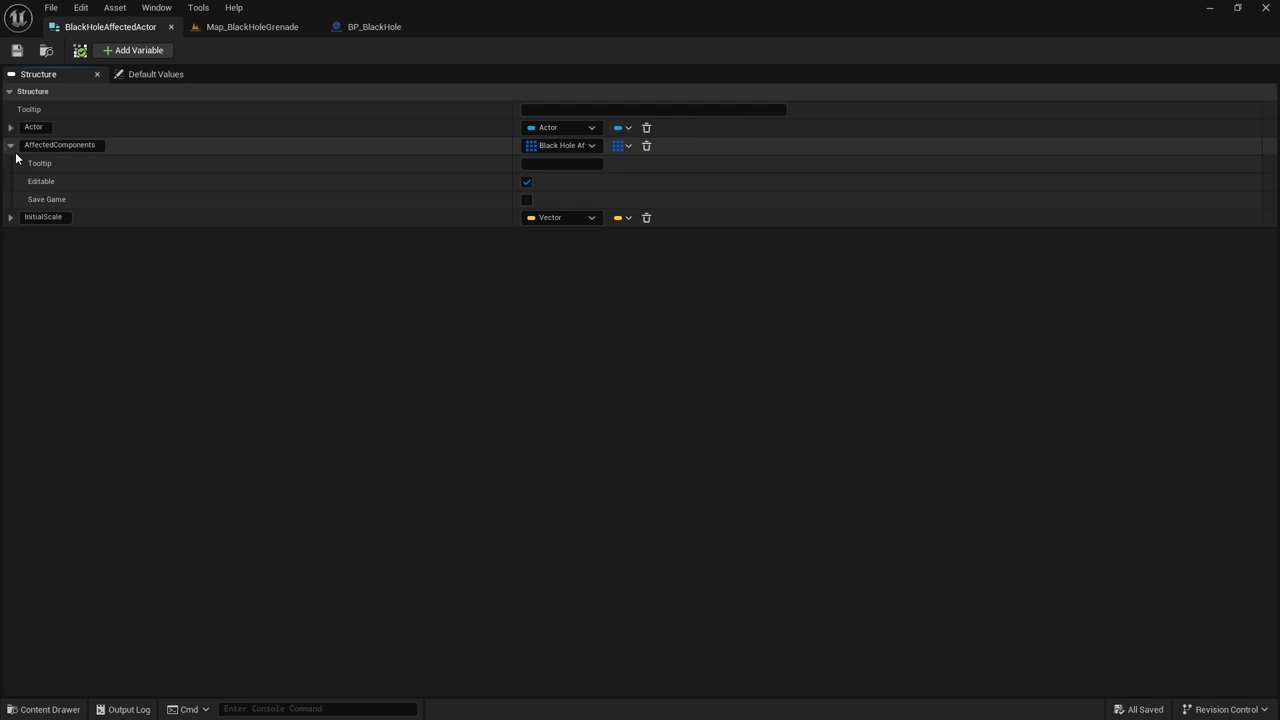 File Edit Asset Window Tools Help
BlackHoleAffectedActor Map_BlackHoleGrenade BP_BlackHole
Add Variable
Structure Default Values
Structure
Tooltip
Actor Actor
AffectedComponents Black Hole Af
Tooltip
Editable
Save Game
InitialScale Vector
Content Drawer Output Log Cmd Enter Console Command All Saved Revision Control